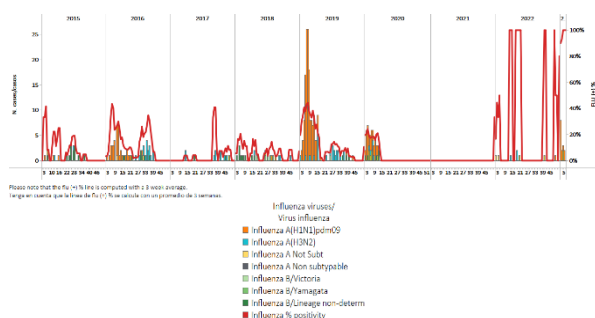 2015 2016 2017 2018 2019 2020 2021 2022 2.
N. cases/casos
25
20
15
10
5
0
100%
80%
60%
40%
20%
0%
Flu (+) %
Please note that the flu (+) % line is computed with a 3 week average.
Tenga en cuenta que la linea de flu (+) % se calcula con un promedio de 3 semanas.
Influenza viruses/
Virus influenza
Influenza A(H1N1)pdm09
Influenza A(H3N2)
Influenza A Not Subt
Influenza A Non subtypable
Influenza B/Victoria
Influenza B/Yamagata
Influenza B/Lineage non-determ
Influenza % positivity